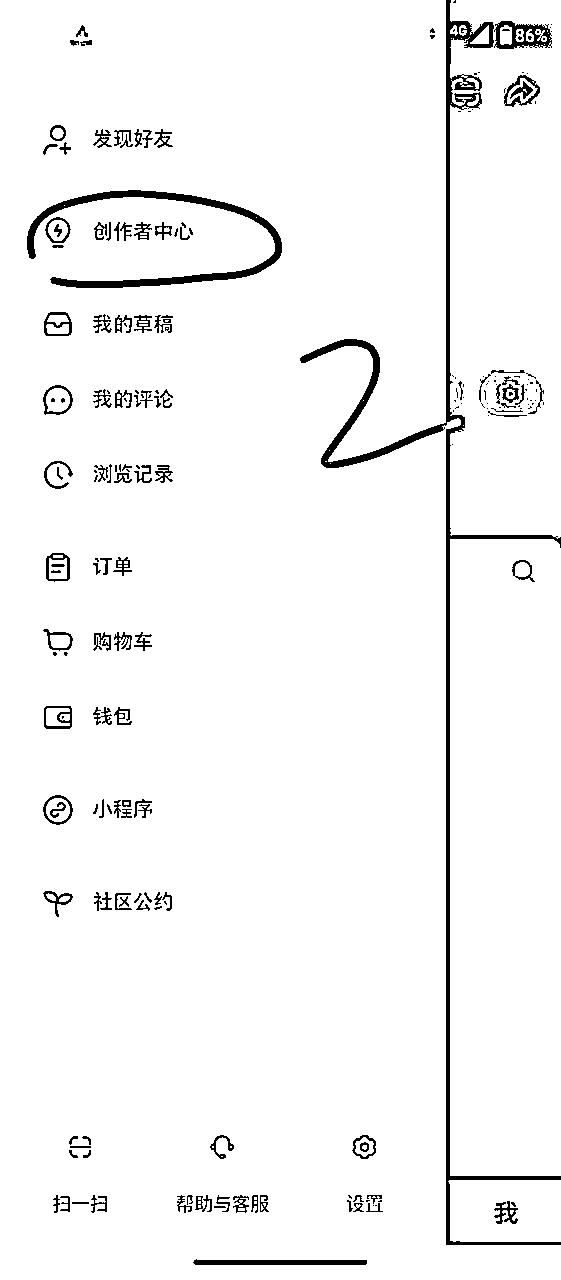 4G 86%
发现好友
创作者中心
我的草稿
2
我的评论
浏览记录
订单
购物车
钱包
小程序
社区公约
扫一扫 帮助与客服 设置
我